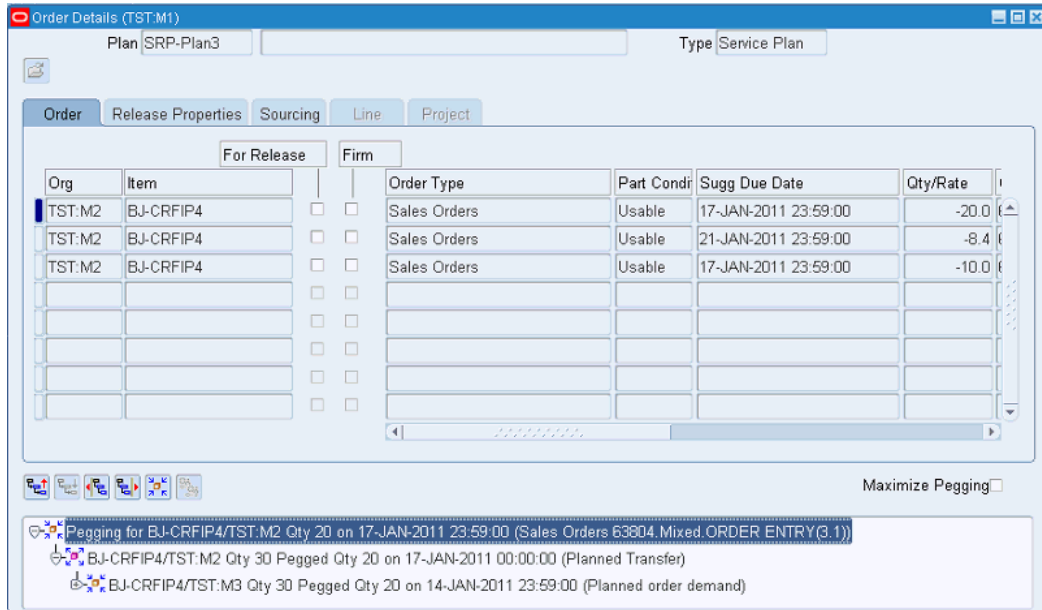 Order Details (TST:M1)
Plan SRP-Plan3 Type Service Plan
Order Release Properties Sourcing Line Project
For Release Firm
Org Item Order Type Part Condit Sugg Due Date Qty/Rate
TST:M2 BJ-CRFIP4 Sales Orders Usable 17-JAN-2011 23:59:00 -20.0
TST:M2 BJ-CRFIP4 Sales Orders Usable 21-JAN-2011 23:59:00 -8.4
TST:M2 BJ-CRFIP4 Sales Orders Usable 17-JAN-2011 23:59:00 -10.0
Maximize Pegging
Pegging for BJ-CRFIP4/TST:M2 Qty 20 on 17-JAN-2011 23:59:00 (Sales Orders 63804.Mixed.ORDER ENTRY(3.1))
BJ-CRFIP4/TST:M2 Qty 30 Pegged Qty 20 on 17-JAN-2011 00:00:00 (Planned Transfer)
BJ-CRFIP4/TST:M3 Qty 30 Pegged Qty 20 on 14-JAN-2011 23:59:00 (Planned order demand)